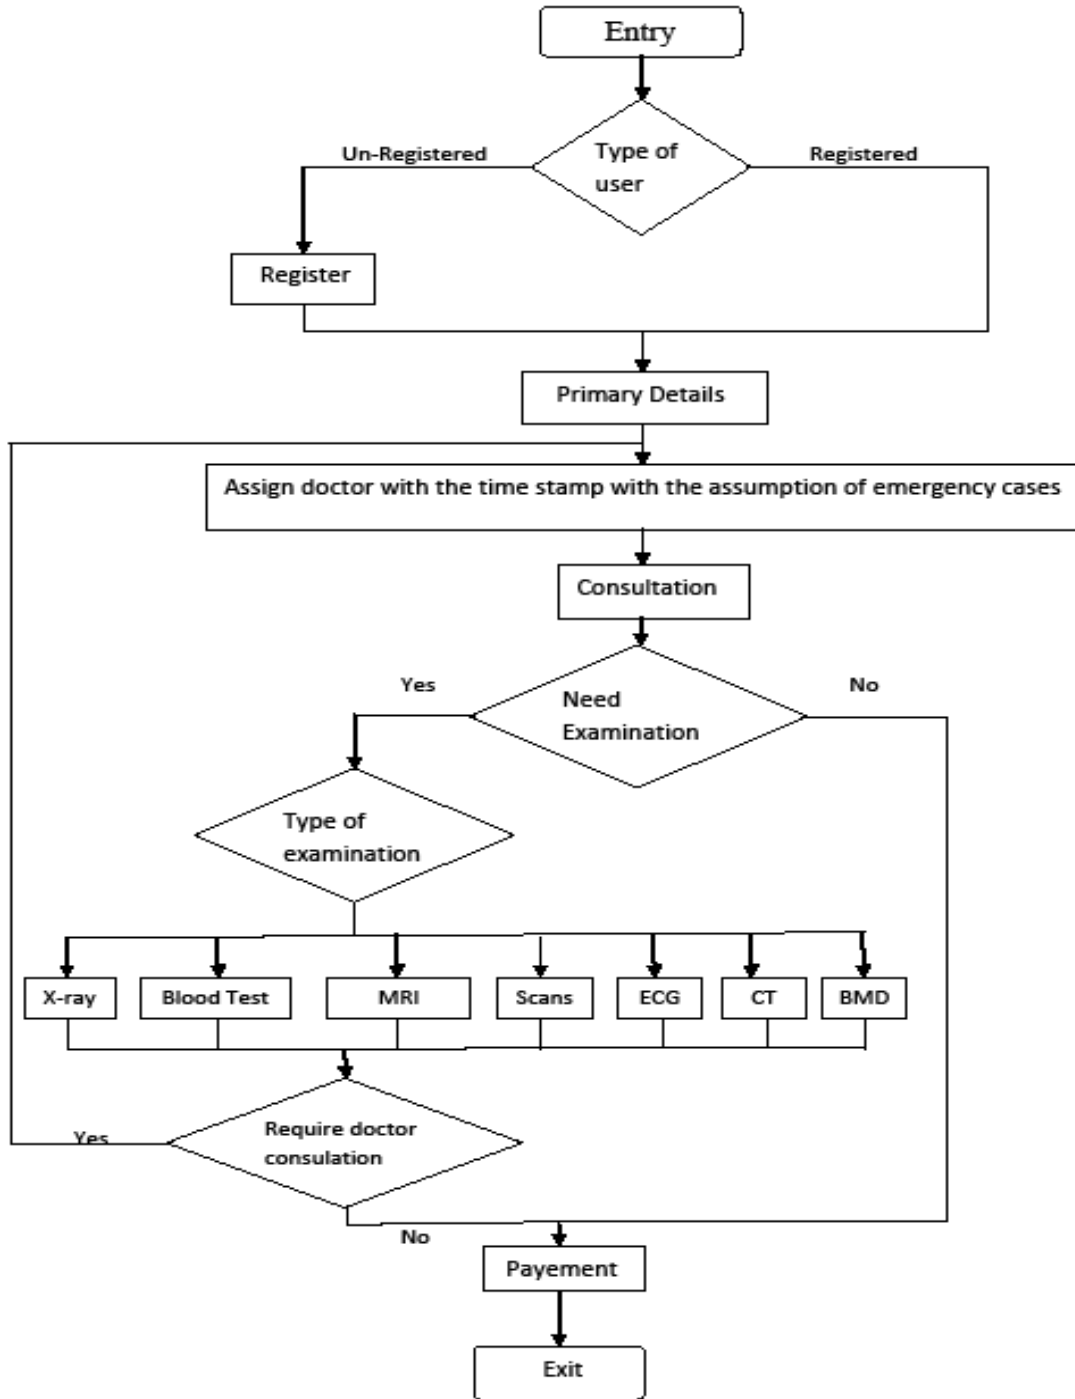 Entry
Type of
user
Un-Registered
Registered
Register
Primary Details
Assign doctor with the time stamp with the assumption of emergency cases
Consultation
Yes
No
Need
Examination
Type of
examination
X-ray
Blood Test
MRI
Scans
ECG
CT
BMD
Require doctor
consulation
Yes
No
Payement
Exit